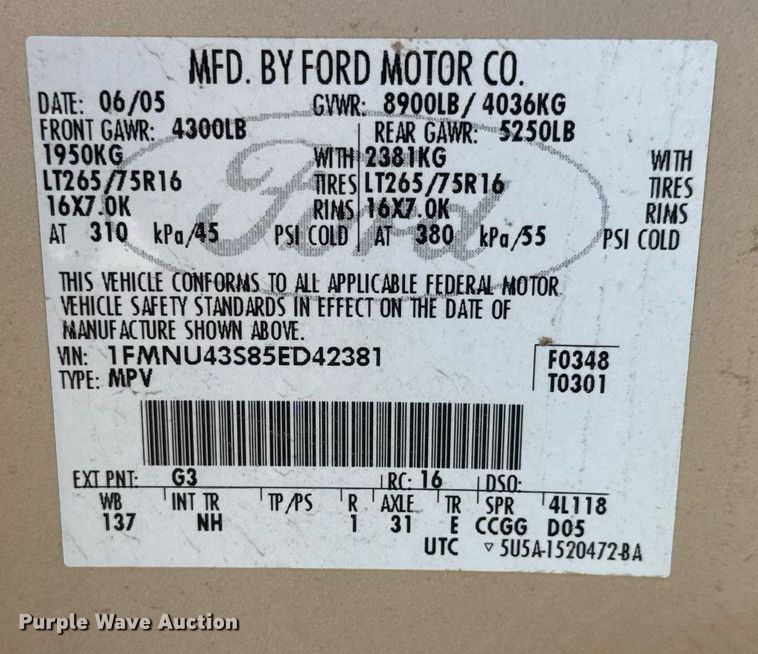 MFD. BY FORD MOTOR CO.
DATE: 06/05 GVWR: 8900LB/ 4036KG
FRONT GAWR: 4300LB REAR GAWR: 5250LB
1950KG WITH 2381KG WITH
LT265/75R16 TIRES LT265/75R16 TIRES
16X7.0K RIMS 16X7.0K RIMS
AT 310 kPa/45 PSI COLD AT 380 kPa/55 PSI COLD
Ford
THIS VEHICLE CONFORMS TO ALL APPLICABLE FEDERAL MOTOR
VEHICLE SAFETY STANDARDS IN EFFECT ON THE DATE OF
MANUFACTURE SHOWN ABOVE.
VIN: 1FMNU43S85ED42381 F0348
TYPE: MPV T0301
EXT PNT: G3 RC: 16 DSO:
WB INT TR TP/PS R AXLE TR SPR 4L118
137 NH 1 31 E CCGG D05
UTC ▽ 5U5A-1520472-BA
Purple Wave Auction